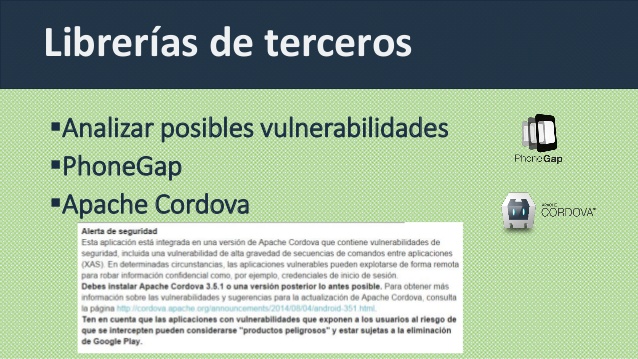 Librerías de terceros
▪Analizar posibles vulnerabilidades
▪PhoneGap
▪Apache Cordova
PhoneGap
APACHE
CORDOVA™
Alerta de seguridad
Esta aplicación está integrada en una versión de Apache Cordova que contiene vulnerabilidades de
seguridad, incluida una vulnerabilidad de alta gravedad de secuencias de comandos entre aplicaciones
(XAS). En determinadas circunstancias, las aplicaciones vulnerables pueden explotarse de forma remota
para robar información confidencial como, por ejemplo, credenciales de inicio de sesión.
Debes instalar Apache Cordova 3.5.1 o una versión posterior lo antes posible. Para obtener más
información sobre las vulnerabilidades y sugerencias para la actualización de Apache Cordova, consulta
la página http://cordova.apache.org/announcements/2014/08/04/android-351.html.
Ten en cuenta que las aplicaciones con vulnerabilidades que exponen a los usuarios al riesgo de
que se intercepten pueden considerarse "productos peligrosos" y estar sujetas a la eliminación
de Google Play.